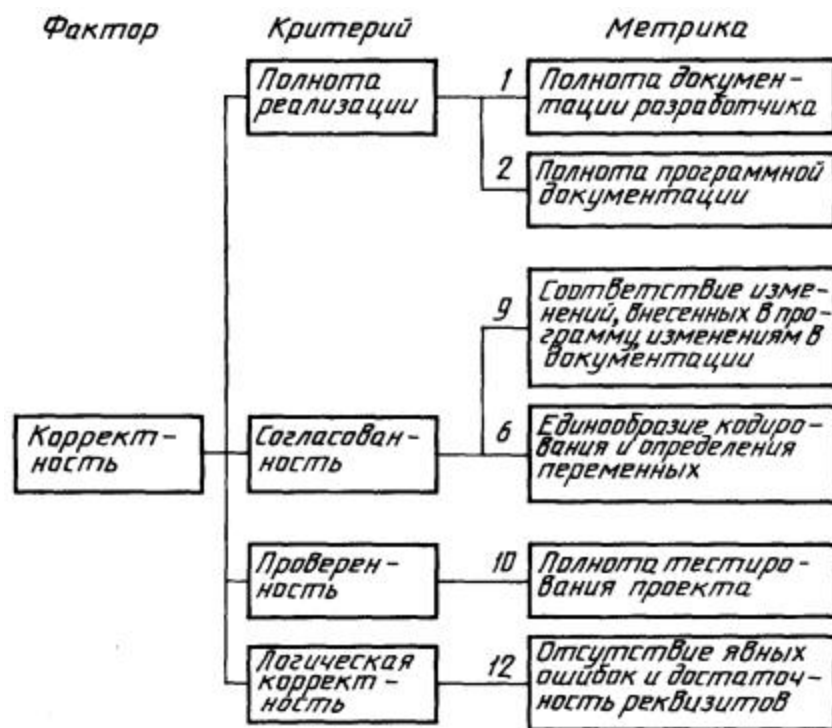 Фактор Критерий Метрика
Полнота
реализации
1
Полнота докумен-
тации разработчика
2
Полнота программной
документации
9
Соответствие изме-
нений, внесенных в про-
грамму, изменениям в
документации
Коррект-
ность
Согласован-
ность
6
Единообразие кодиро-
вания и определения
переменных
Проверен-
ность
10
Полнота тестиро-
вания проекта
Логическая
коррект-
ность
12
Отсутствие явных
ошибок и достаточ-
ность реквизитов